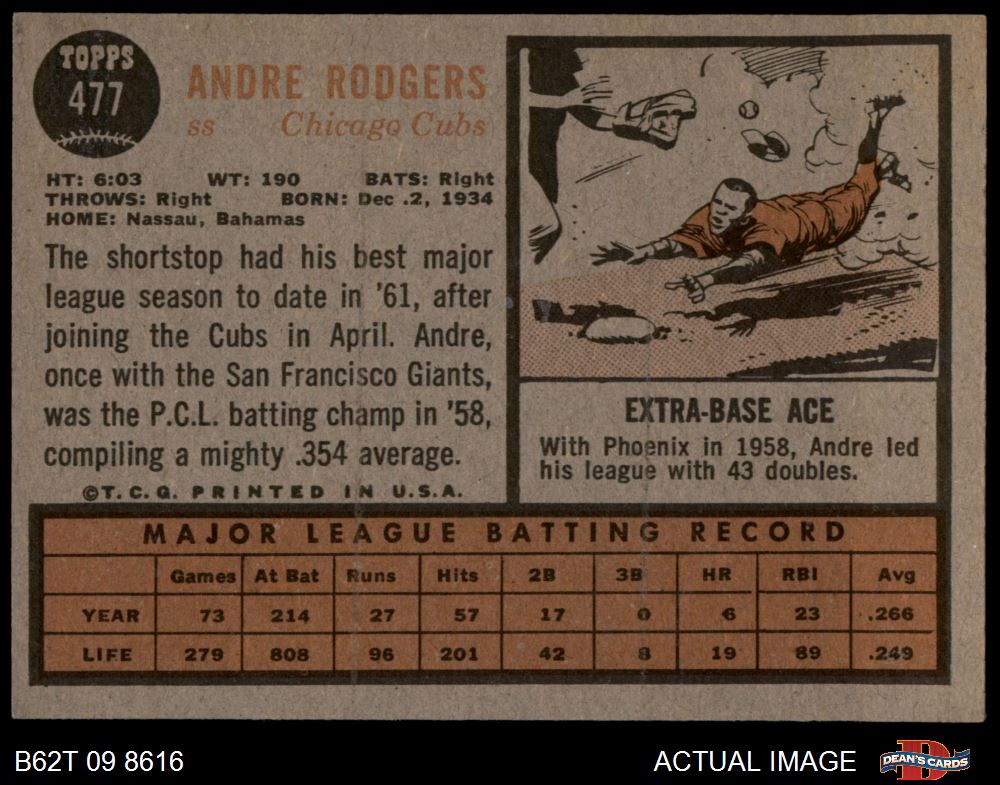 TOPPS
477
ANDRE RODGERS
ss Chicago Cubs
HT: 6:03 WT: 190 BATS: Right
THROWS: Right BORN: Dec .2, 1934
HOME: Nassau, Bahamas
The shortstop had his best major
league season to date in '61, after
joining the Cubs in April. Andre,
once with the San Francisco Giants,
was the P.C.L. batting champ in '58,
compiling a mighty .354 average.
©T.C.G. PRINTED IN U.S.A.
EXTRA-BASE ACE
With Phoenix in 1958, Andre led
his league with 43 doubles.
MAJOR LEAGUE BATTING RECORD
Games At Bat Runs Hits 2B 3B HR RBI Avg
YEAR 73 214 27 57 17 0 6 23 .266
LIFE 279 808 96 201 42 8 19 89 .249
B62T 09 8616
ACTUAL IMAGE
D
DEAN'S CARDS